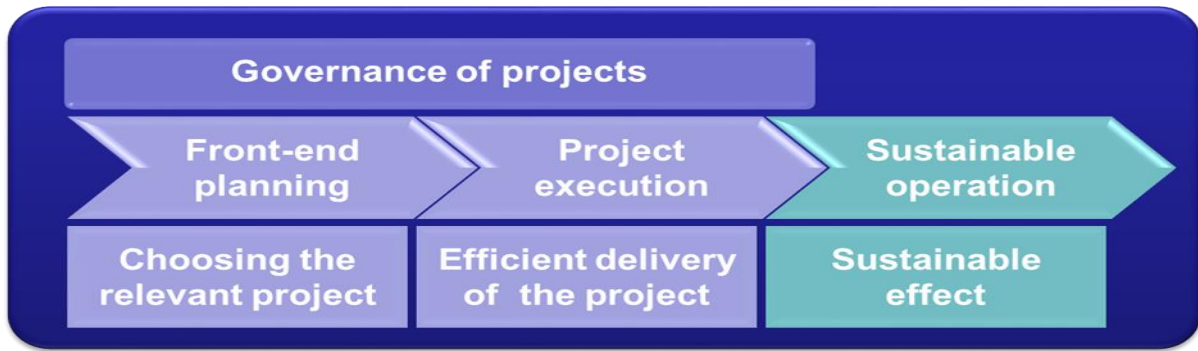 Governance of projects
Front-end
planning
Project
execution
Sustainable
operation
Choosing the
relevant project
Efficient delivery
of the project
Sustainable
effect